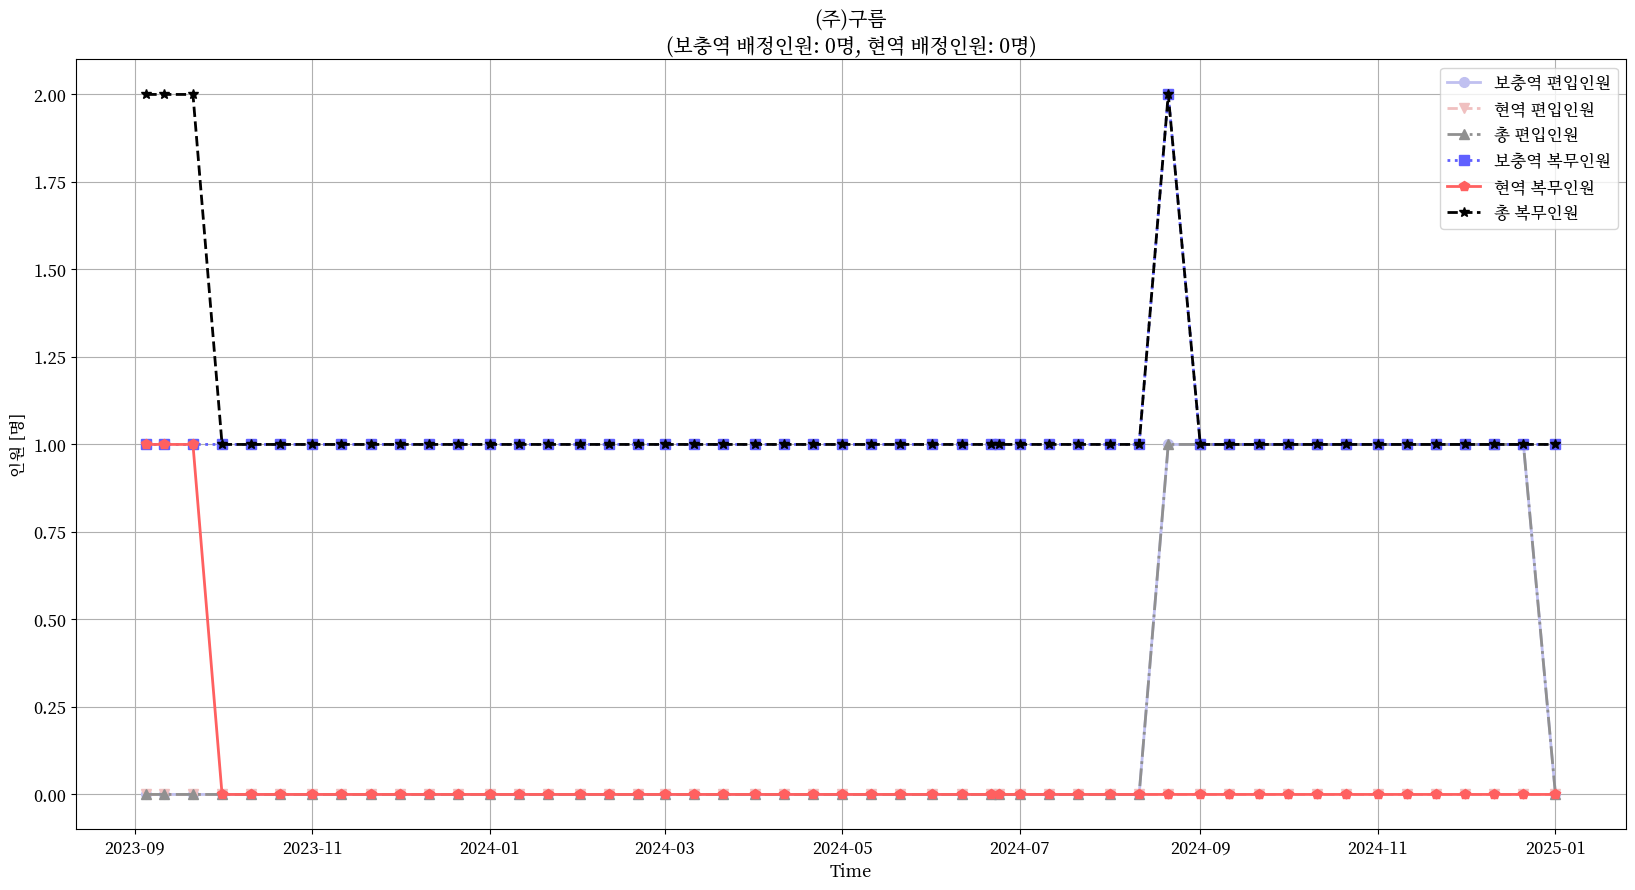 (주)구름
(보충역 배정인원: 0명, 현역 배정인원: 0명)
보충역 편입인원
현역 편입인원
총 편입인원
보충역 복무인원
현역 복무인원
총 복무인원
인원 [명]
2.00
1.75
1.50
1.25
1.00
0.75
0.50
0.25
0.00
2023-09 2023-11 2024-01 2024-03 2024-05 2024-07 2024-09 2024-11 2025-01
Time